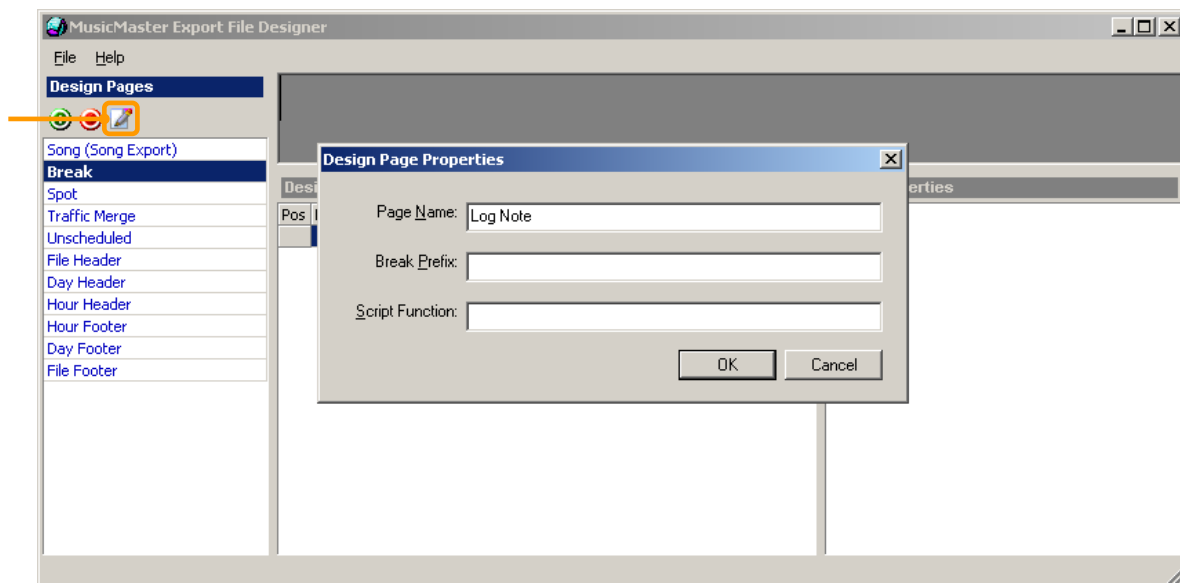 MusicMaster Export File Designer
File Help
Design Pages
Song (Song Export)
Break
Spot
Traffic Merge
Unscheduled
File Header
Day Header
Hour Header
Hour Footer
Day Footer
File Footer
Desi
erties
Pos
Design Page Properties
Page Name: Log Note
Break Prefix:
Script Function:
OK Cancel